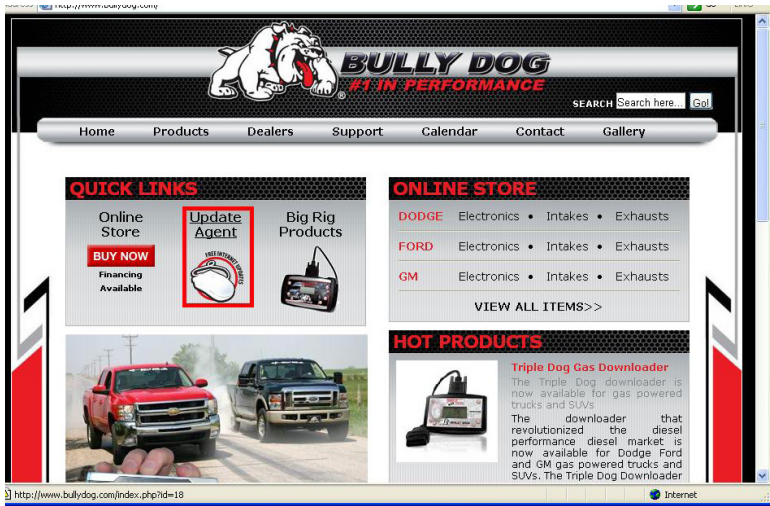 http://www.bullydog.com/
BULLY DOG
#1 IN PERFORMANCE
®
SEARCH Search here... Go!
Home Products Dealers Support Calendar Contact Gallery
QUICK LINKS
Online Store
Update Agent
Big Rig Products
BUY NOW
Financing Available
FREE INTERNET UPDATES
ONLINE STORE
DODGE Electronics • Intakes • Exhausts
FORD Electronics • Intakes • Exhausts
GM Electronics • Intakes • Exhausts
VIEW ALL ITEMS>>
HOT PRODUCTS
Triple Dog Gas Downloader
The Triple Dog downloader is
now available for gas powered
trucks and SUVs
The downloader that
revolutionized the diesel
performance diesel market is
now available for Dodge Ford
and GM gas powered trucks and
SUVs. The Triple Dog Downloader
http://www.bullydog.com/index.php?id=18
Internet